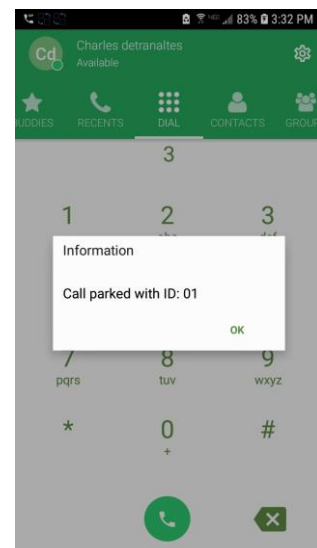 83% 3:32 PM
Cd
Charles detranaltes
Available
BUDDIES RECENTS DIAL CONTACTS GROUP
3
1 2 3
Information
Call parked with ID: 01
OK
7 8 9
pqrs tuv wxyz
* 0 #
+